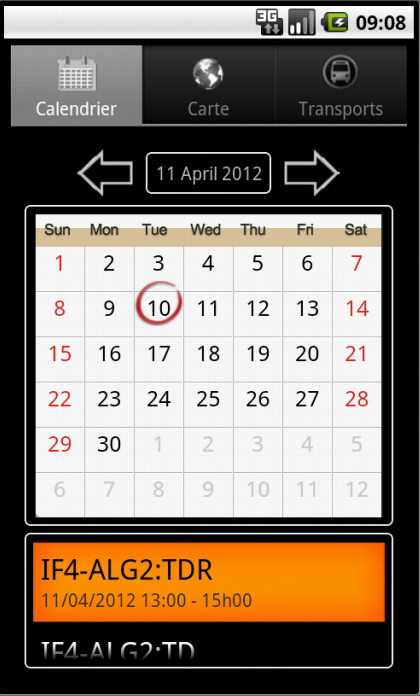 3G 09:08
Calendrier Carte Transports
11 April 2012
Sun Mon Tue Wed Thu Fri Sat
1 2 3 4 5 6 7
8 9 10 11 12 13 14
15 16 17 18 19 20 21
22 23 24 25 26 27 28
29 30 1 2 3 4 5
6 7 8 9 10 11 12
IF4-ALG2:TDR
11/04/2012 13:00 - 15h00
IF4-ALG2:TD